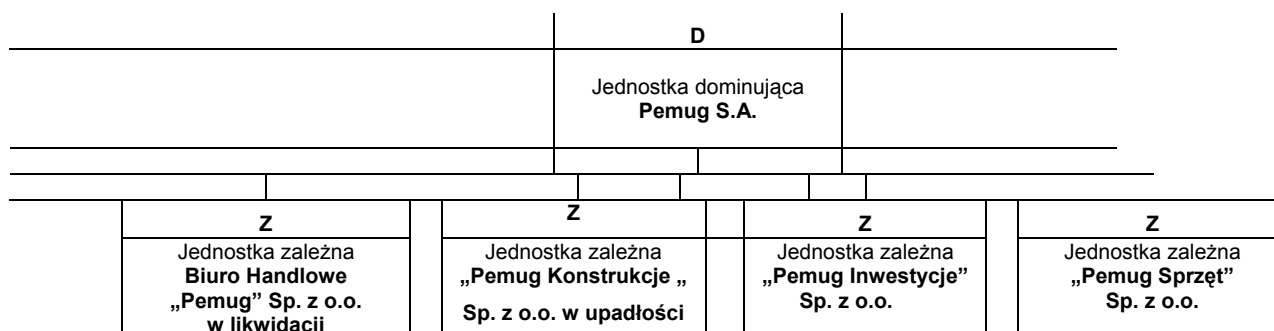 D
Jednostka dominująca
Pemug S.A.
Z
Jednostka zależna
Biuro Handlowe
„Pemug” Sp. z o.o.
w likwidacji
Z
Jednostka zależna
„Pemug Konstrukcje „
Sp. z o.o. w upadłości
Z
Jednostka zależna
„Pemug Inwestycje”
Sp. z o.o.
Z
Jednostka zależna
„Pemug Sprzęt”
Sp. z o.o.